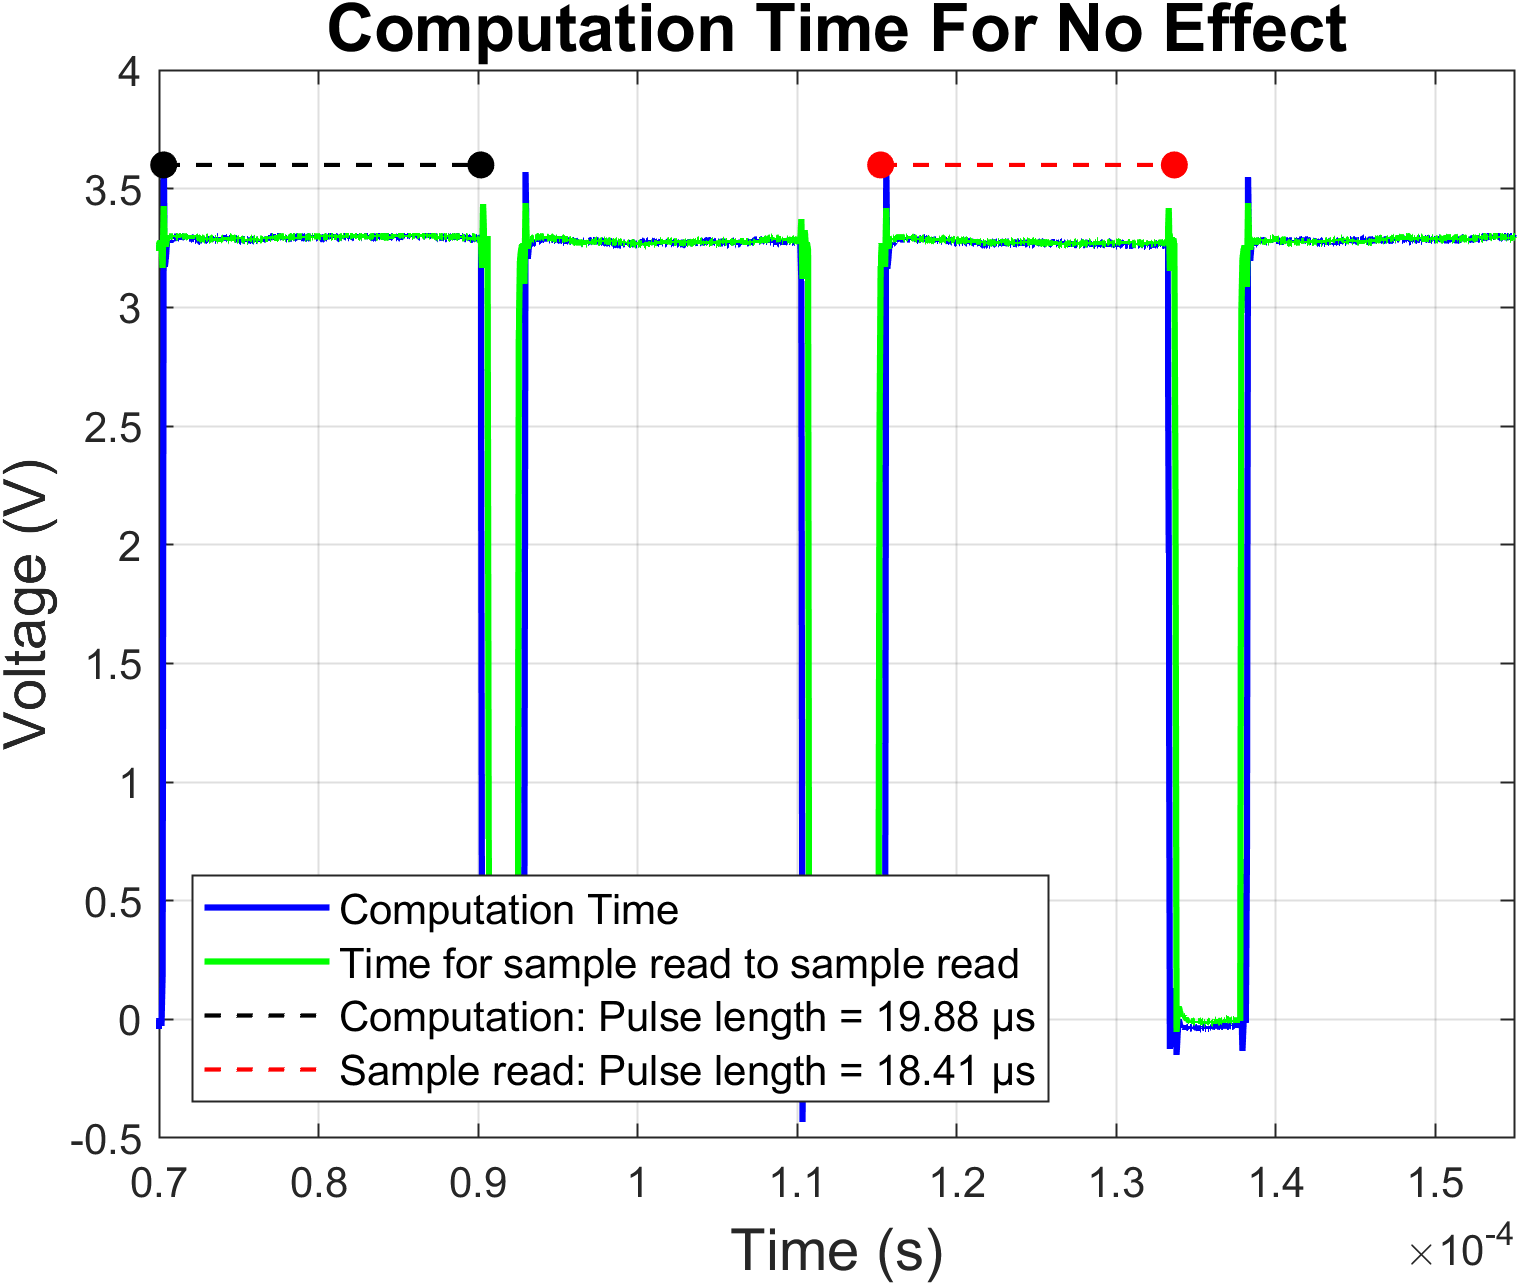 Computation Time For No Effect
4
3.5
3
2.5
2
1.5
1
0.5
0
-0.5
Voltage (V)
Computation Time
Time for sample read to sample read
Computation: Pulse length = 19.88 µs
Sample read: Pulse length = 18.41 µs
0.7 0.8 0.9 1 1.1 1.2 1.3 1.4 1.5
Time (s)
×10-4